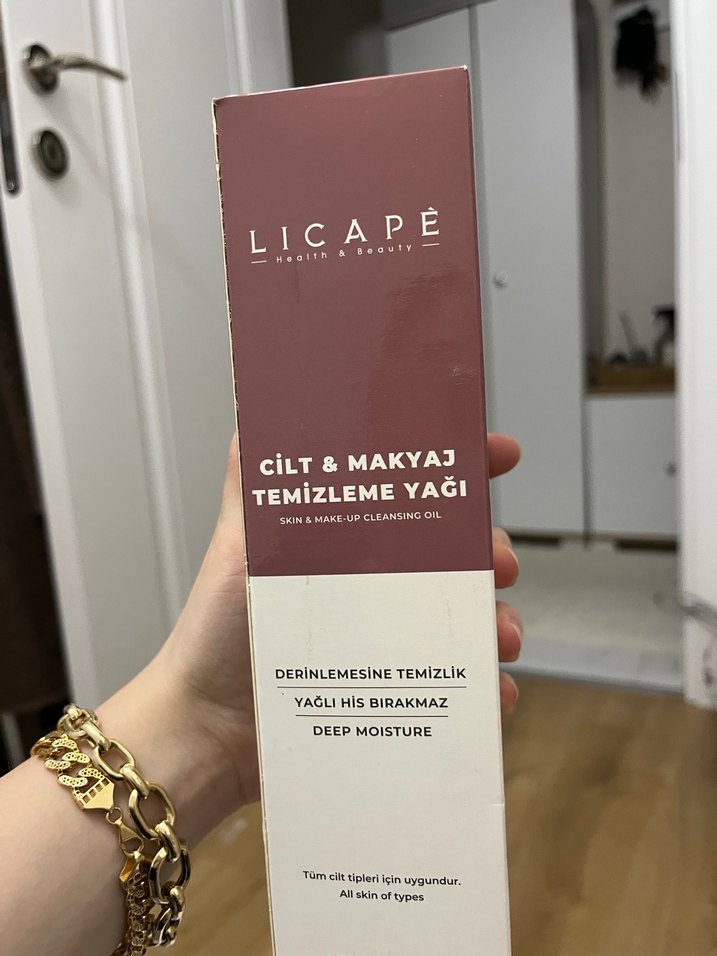 LICAPÈ
Health & Beauty
CİLT & MAKYAJ
TEMİZLEME YAĞI
SKIN & MAKE-UP CLEANSING OIL
DERİNLEMESİNE TEMİZLİK
YAĞLI HİS BIRAKMAZ
DEEP MOISTURE
Tüm cilt tipleri için uygundur.
All skin of types